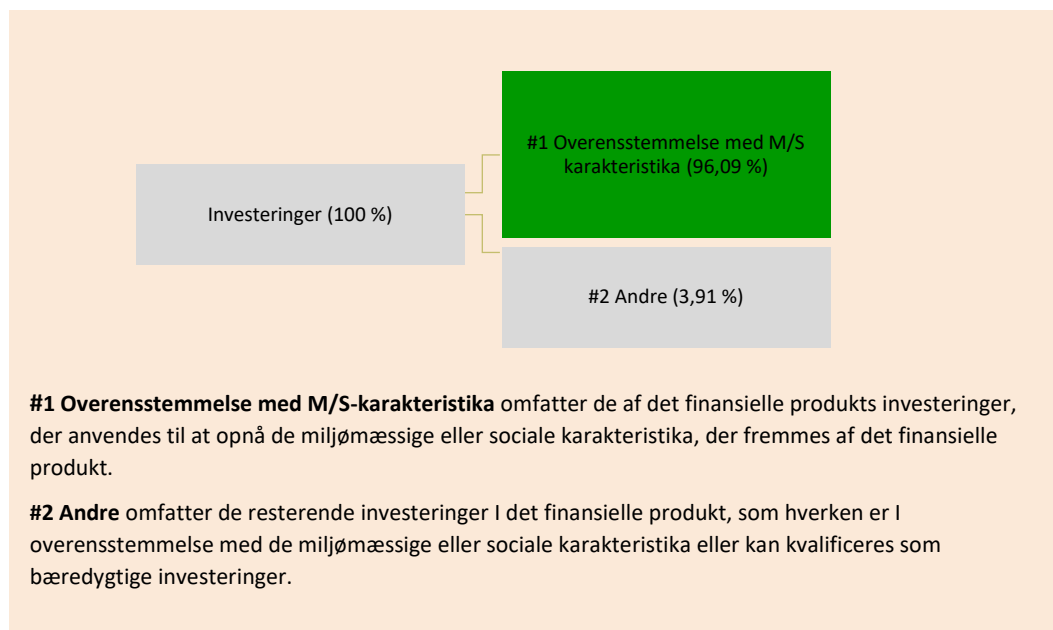 #1 Overensstemmelse med M/S
karakteristika (96,09 %)
Investeringer (100 %)
#2 Andre (3,91 %)
#1 Overensstemmelse med M/S-karakteristika omfatter de af det finansielle produkts investeringer,
der anvendes til at opnå de miljømæssige eller sociale karakteristika, der fremmes af det finansielle
produkt.
#2 Andre omfatter de resterende investeringer I det finansielle produkt, som hverken er I
overensstemmelse med de miljømæssige eller sociale karakteristika eller kan kvalificeres som
bæredygtige investeringer.